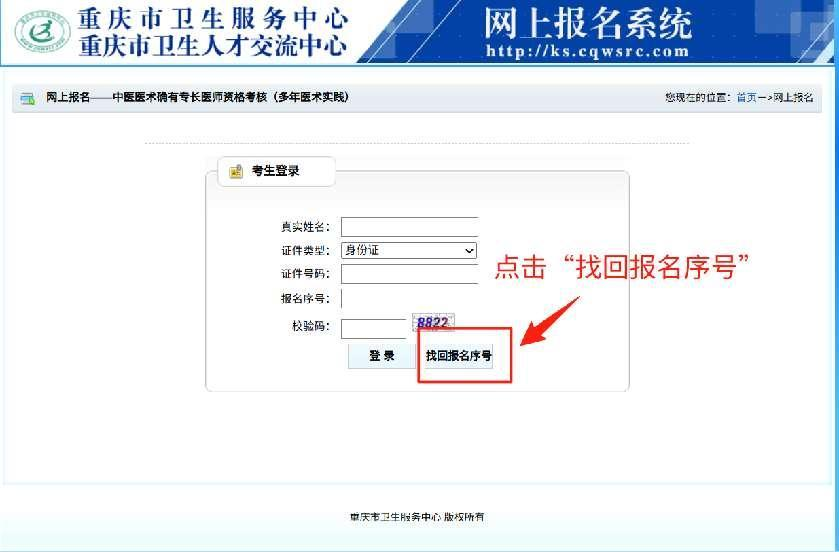 重庆市卫生服务中心
重庆市卫生人才交流中心
网上报名系统
http://ks.cqwsrc.com
网上报名——中医医术确有专长医师资格考核（多年医术实践）
您现在的位置：首页—>网上报名
考生登录
真实姓名：
证件类型：身份证
证件号码：
点击“找回报名序号”
报名序号：
校验码：8822
登 录 找回报名序号
重庆市卫生服务中心 版权所有